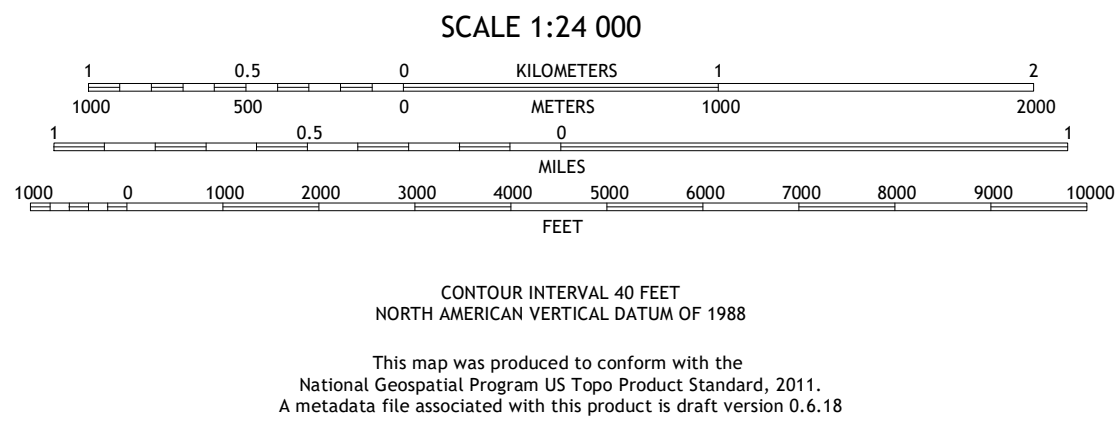 SCALE 1:24 000
1 0.5 0 KILOMETERS 1 2
1000 500 0 METERS 1000 2000
1 0.5 0 1
MILES
1000 0 1000 2000 3000 4000 5000 6000 7000 8000 9000 10000
FEET
CONTOUR INTERVAL 40 FEET
NORTH AMERICAN VERTICAL DATUM OF 1988
This map was produced to conform with the
National Geospatial Program US Topo Product Standard, 2011.
A metadata file associated with this product is draft version 0.6.18